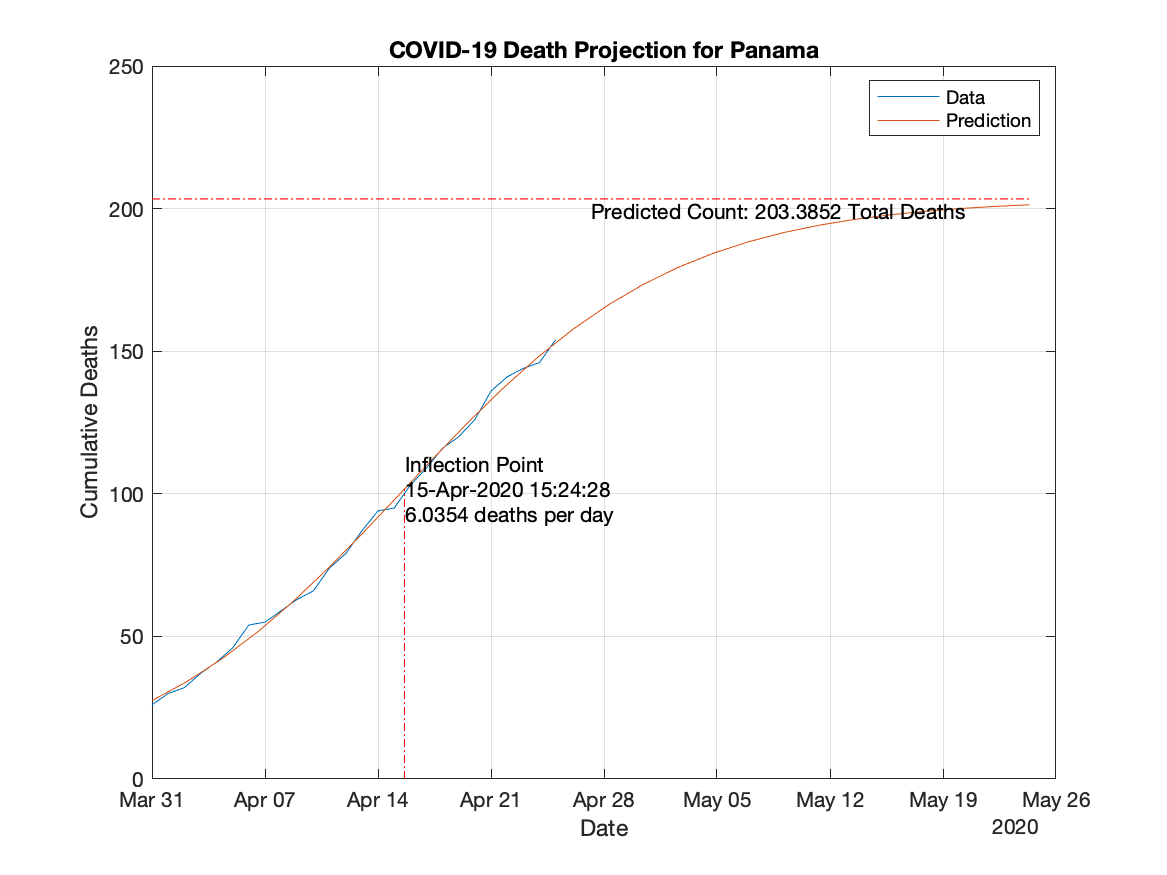 COVID-19 Death Projection for Panama
250
200
150
100
50
0
Cumulative Deaths
Data
Prediction
Predicted Count: 203.3852 Total Deaths
Inflection Point
15-Apr-2020 15:24:28
6.0354 deaths per day
Mar 31 Apr 07 Apr 14 Apr 21 Apr 28 May 05 May 12 May 19 May 26
Date
2020